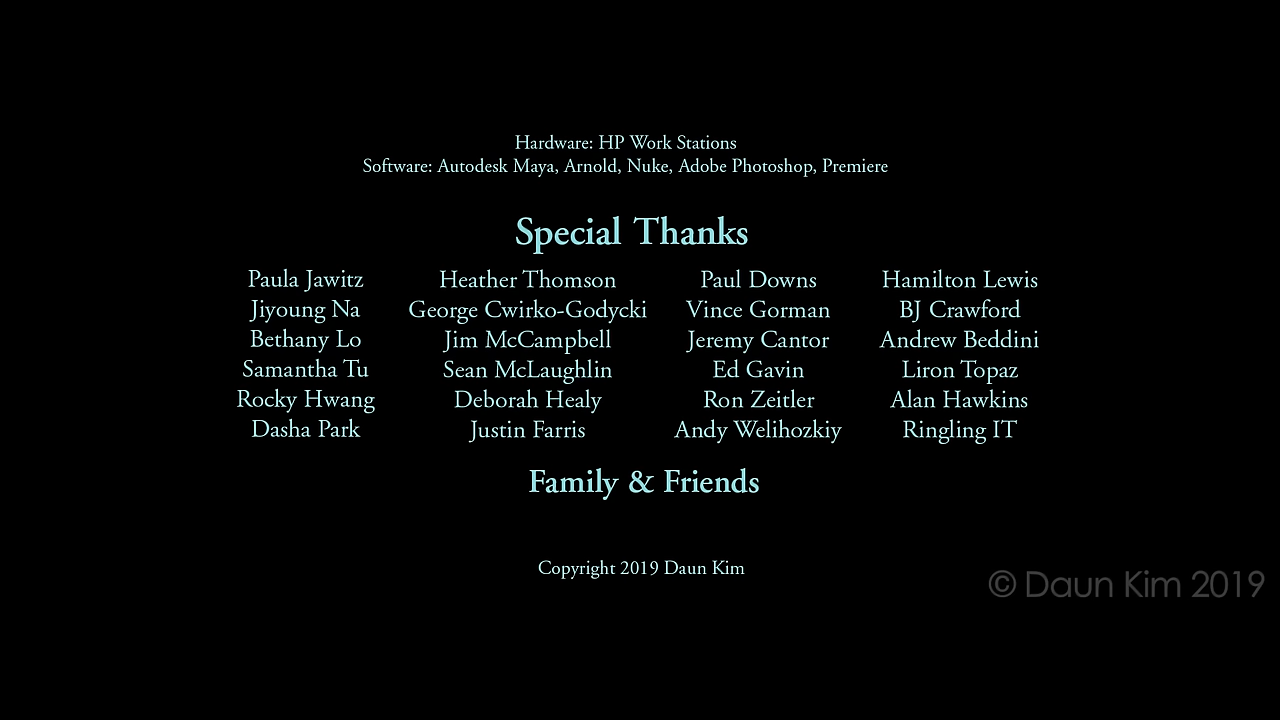 Hardware: HP Work Stations
Software: Autodesk Maya, Arnold, Nuke, Adobe Photoshop, Premiere
Special Thanks
Paula Jawitz Heather Thomson Paul Downs Hamilton Lewis
Jiyoung Na George Cwirko-Godycki Vince Gorman BJ Crawford
Bethany Lo Jim McCampbell Jeremy Cantor Andrew Beddini
Samantha Tu Sean McLaughlin Ed Gavin Liron Topaz
Rocky Hwang Deborah Healy Ron Zeitler Alan Hawkins
Dasha Park Justin Farris Andy Welihozkiy Ringling IT
Family & Friends
Copyright 2019 Daun Kim
© Daun Kim 2019